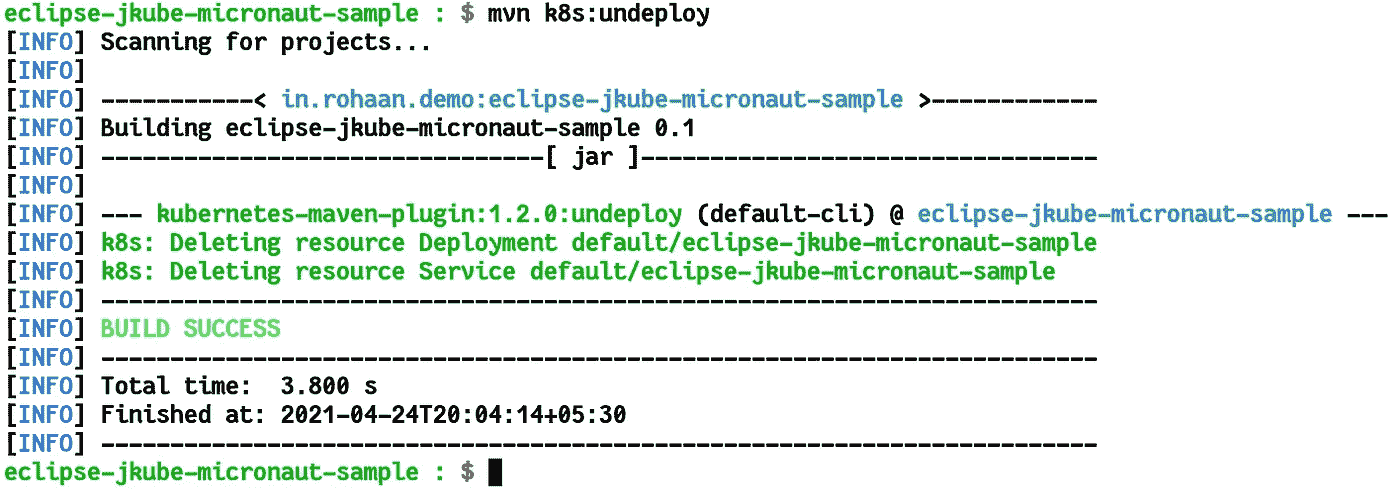 eclipse-jkube-micronaut-sample : $ mvn k8s:undeploy
[INFO] Scanning for projects...
[INFO]
[INFO] -----------< in.rohaan.demo:eclipse-jkube-micronaut-sample >------------
[INFO] Building eclipse-jkube-micronaut-sample 0.1
[INFO] --------------------------------[ jar ]---------------------------------
[INFO]
[INFO] --- kubernetes-maven-plugin:1.2.0:undeploy (default-cli) @ eclipse-jkube-micronaut-sample ---
[INFO] k8s: Deleting resource Deployment default/eclipse-jkube-micronaut-sample
[INFO] k8s: Deleting resource Service default/eclipse-jkube-micronaut-sample
[INFO] ------------------------------------------------------------------------
[INFO] BUILD SUCCESS
[INFO] ------------------------------------------------------------------------
[INFO] Total time:  3.800 s
[INFO] Finished at: 2021-04-24T20:04:14+05:30
[INFO] ------------------------------------------------------------------------
eclipse-jkube-micronaut-sample : $